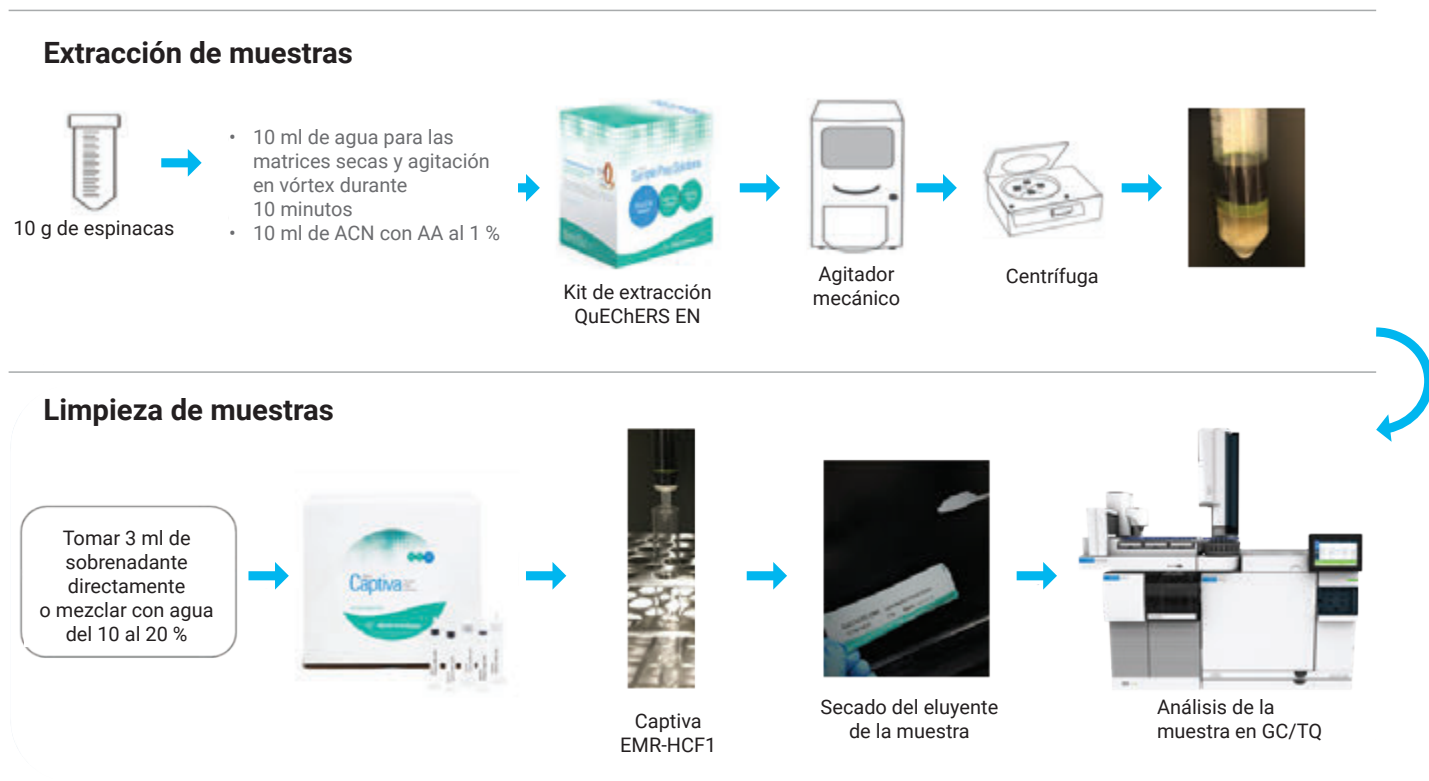 Extracción de muestras
10 g de espinacas
• 10 ml de agua para las
matrices secas y agitación
en vórtex durante
10 minutos
• 10 ml de ACN con AA al 1 %
Kit de extracción
QuEChERS EN
Agitador
mecánico
Centrífuga
Limpieza de muestras
Tomar 3 ml de
sobrenadante
directamente
o mezclar con agua
del 10 al 20 %
Captiva
Captiva
EMR-HCF1
Secado del eluyente
de la muestra
Análisis de la
muestra en GC/TQ